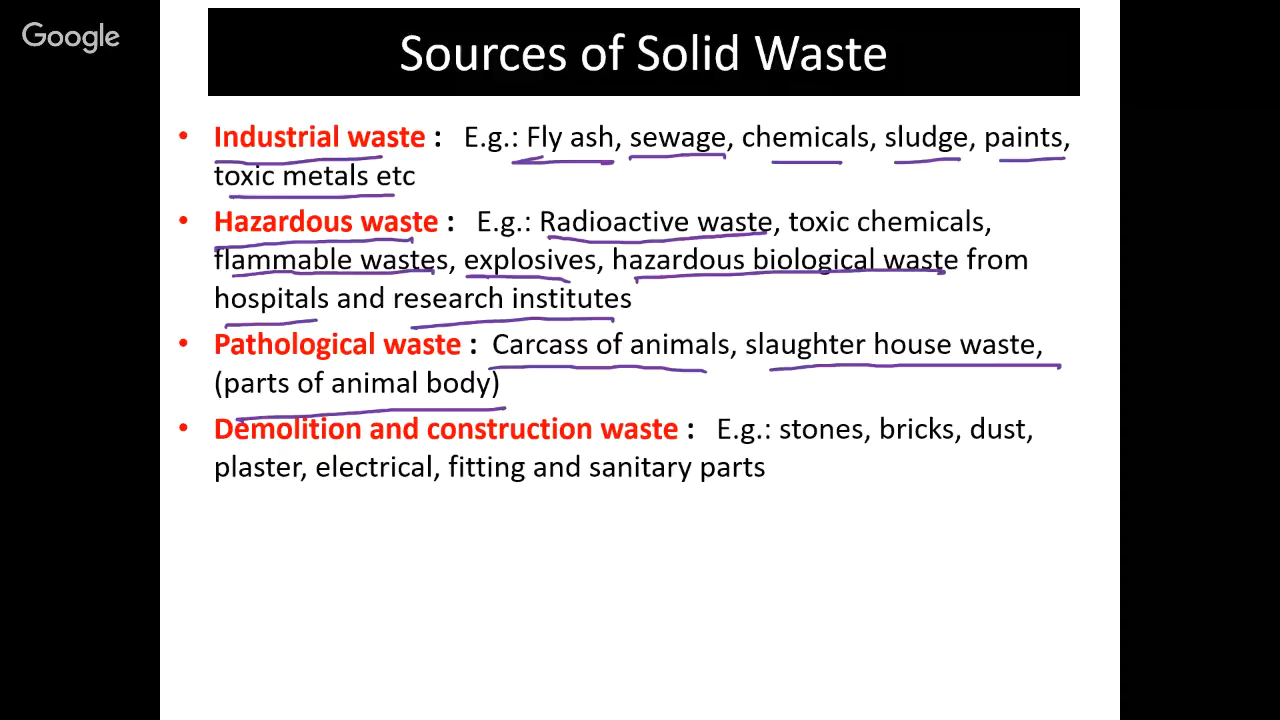 Google
Sources of Solid Waste
• Industrial waste : E.g.: Fly ash, sewage, chemicals, sludge, paints,
toxic metals etc
• Hazardous waste : E.g.: Radioactive waste, toxic chemicals,
flammable wastes, explosives, hazardous biological waste from
hospitals and research institutes
• Pathological waste : Carcass of animals, slaughter house waste,
(parts of animal body)
• Demolition and construction waste : E.g.: stones, bricks, dust,
plaster, electrical, fitting and sanitary parts